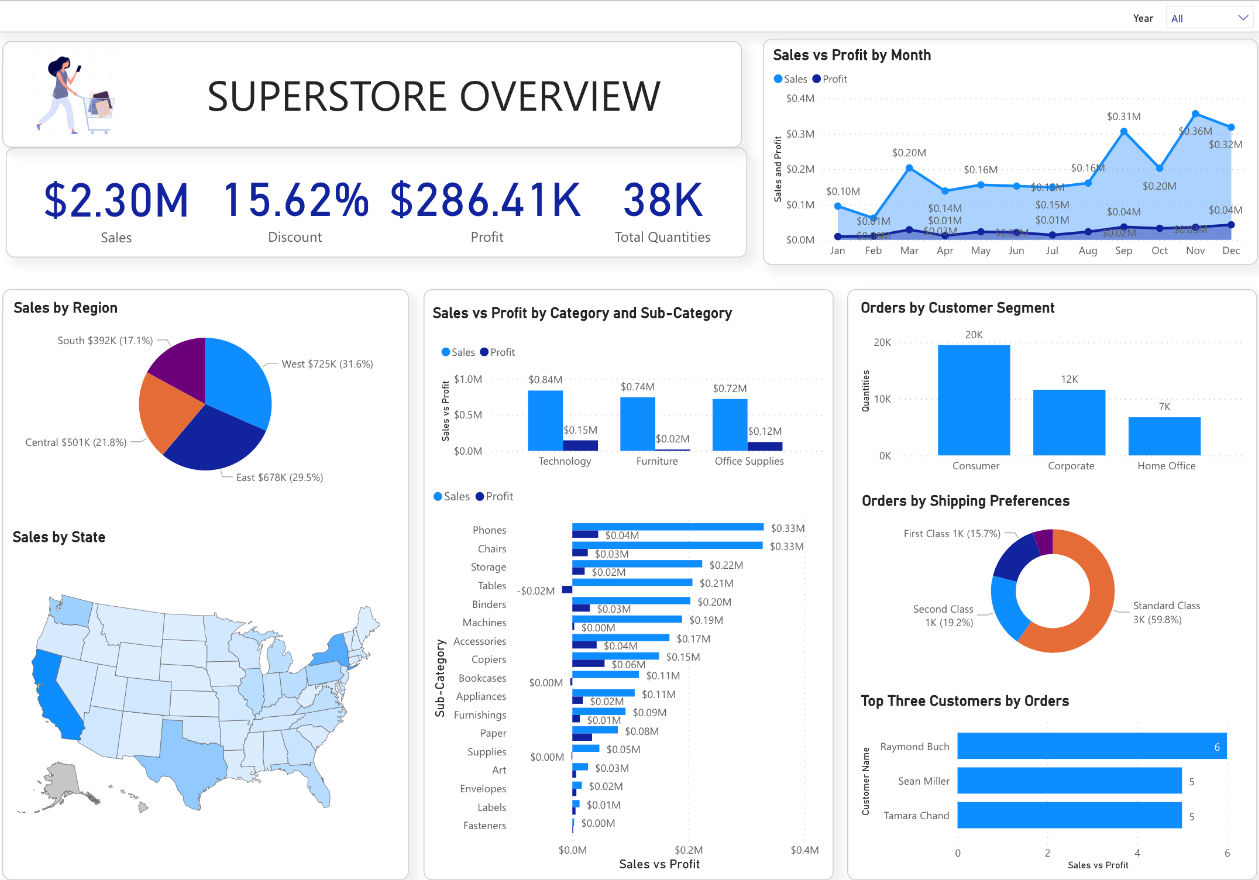 Year All
SUPERSTORE OVERVIEW
$2.30M 15.62% $286.41K 38K
Sales Discount Profit Total Quantities
Sales vs Profit by Month
Sales Profit
Sales and Profit
$0.4M
$0.3M
$0.2M
$0.1M
$0.0M
$0.10M
$0.20M
$0.14M
$0.01M
$0.16M
$0.15M
$0.01M
$0.16M
$0.31M
$0.04M
$0.02M
$0.20M
$0.36M
$0.32M
$0.04M
Jan Feb Mar Apr May Jun Jul Aug Sep Oct Nov Dec
Sales by Region
South $392K (17.1%)
West $725K (31.6%)
Central $501K (21.8%)
East $678K (29.5%)
Sales by State
Sales vs Profit by Category and Sub-Category
Sales Profit
Sales vs Profit
$1.0M
$0.5M
$0.0M
$0.84M $0.15M
$0.74M $0.02M
$0.72M $0.12M
Technology Furniture Office Supplies
Sales Profit
Sub-Category
Phones $0.33M
$0.04M
Chairs $0.33M
$0.03M
Storage $0.22M
$0.02M
Tables $0.21M
-$0.02M
Binders $0.20M
$0.03M
Machines $0.19M
$0.00M
Accessories $0.17M
$0.04M
Copiers $0.15M
$0.06M
Bookcases $0.11M
$0.00M
Appliances $0.11M
$0.02M
Furnishings $0.09M
$0.01M
Paper $0.08M
Supplies $0.05M
$0.00M
Art $0.03M
Envelopes $0.02M
Labels $0.01M
Fasteners $0.00M
$0.0M $0.2M $0.4M
Sales vs Profit
Orders by Customer Segment
Quantities
20K
10K
0K
20K
12K
7K
Consumer Corporate Home Office
Orders by Shipping Preferences
First Class 1K (15.7%)
Second Class
1K (19.2%)
Standard Class
3K (59.8%)
Top Three Customers by Orders
Customer Name
Raymond Buch 6
Sean Miller 5
Tamara Chand 5
0 2 4 6
Sales vs Profit